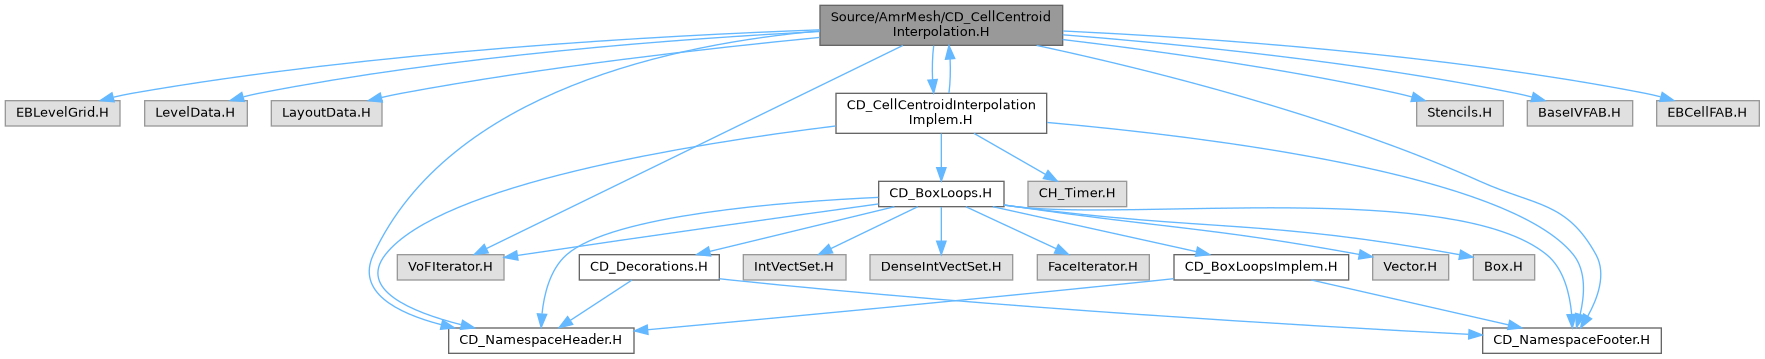 Source/AmrMesh/CD_CellCentroid
Interpolation.H
EBLevelGrid.H
LevelData.H
LayoutData.H
CD_CellCentroidInterpolation
Implem.H
Stencils.H
BaseIVFAB.H
EBCellFAB.H
CD_BoxLoops.H
CH_Timer.H
VoFIterator.H
CD_Decorations.H
IntVectSet.H
DenseIntVectSet.H
FaceIterator.H
CD_BoxLoopsImplem.H
Vector.H
Box.H
CD_NamespaceHeader.H
CD_NamespaceFooter.H